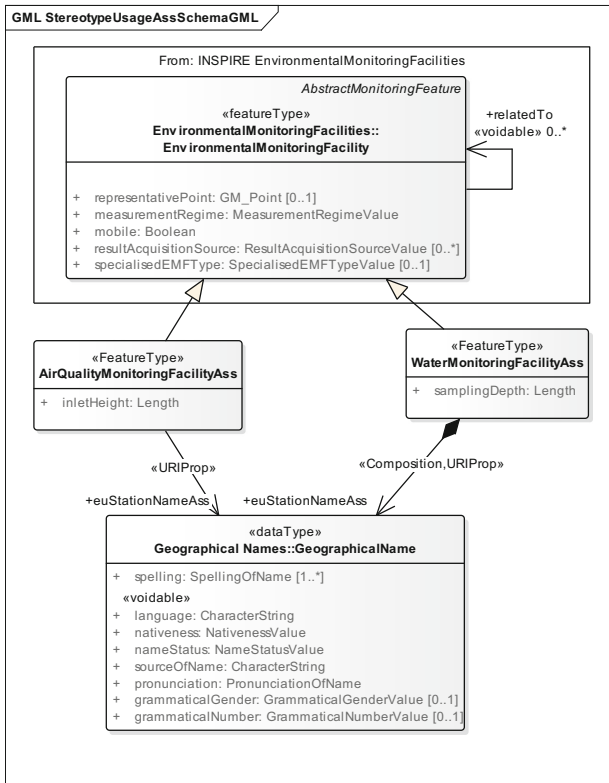 GML StereotypeUsageAssSchemaGML
From: INSPIRE EnvironmentalMonitoringFacilities
AbstractMonitoringFeature
«featureType»
EnvironmentalMonitoringFacilities::
EnvironmentalMonitoringFacility
+ representativePoint: GM_Point [0..1]
+ measurementRegime: MeasurementRegimeValue
+ mobile: Boolean
+ resultAcquisitionSource: ResultAcquisitionSourceValue [0..*]
+ specialisedEMFType: SpecialisedEMFTypeValue [0..1]
+relatedTo
«voidable» 0..*
«FeatureType»
AirQualityMonitoringFacilityAss
+ inletHeight: Length
«FeatureType»
WaterMonitoringFacilityAss
+ samplingDepth: Length
«URIProp»
+euStationNameAss
«Composition,URIProp»
+euStationNameAss
«dataType»
Geographical Names::GeographicalName
+ spelling: SpellingOfName [1..*]
«voidable»
+ language: CharacterString
+ nativeness: NativenessValue
+ nameStatus: NameStatusValue
+ sourceOfName: CharacterString
+ pronunciation: PronunciationOfName
+ grammaticalGender: GrammaticalGenderValue [0..1]
+ grammaticalNumber: GrammaticalNumberValue [0..1]